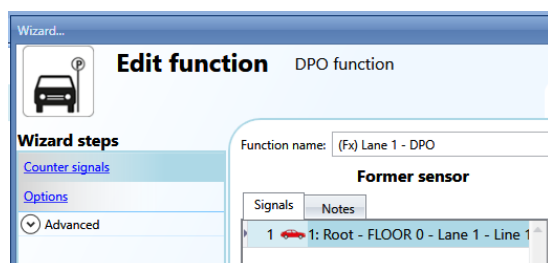 Wizard...
P
Edit function DPO function
Wizard steps
Counter signals
Options
Advanced
Function name: (Fx) Lane 1 - DPO
Former sensor
Signals Notes
1 1: Root - FLOOR 0 - Lane 1 - Line 1